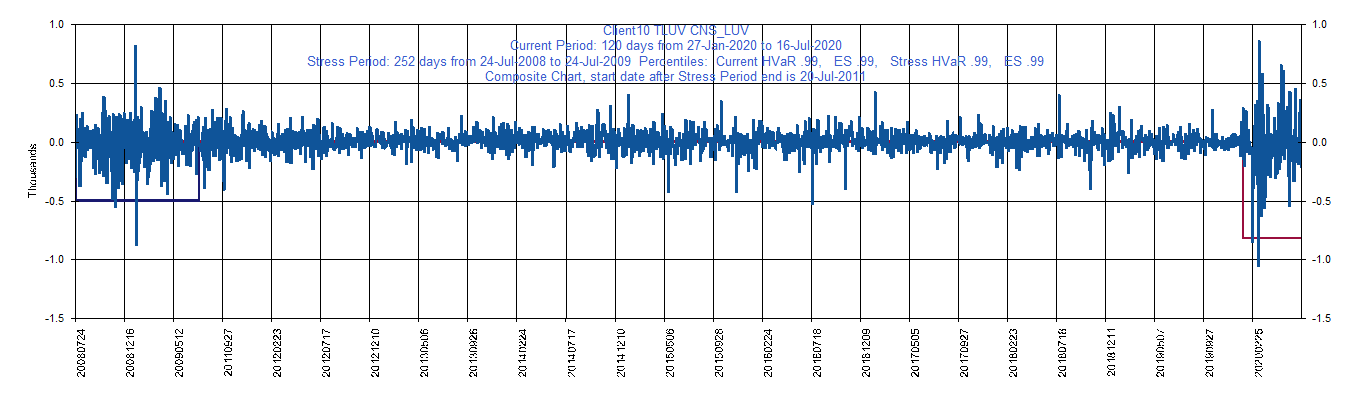 Client10 TLUV CNS_LUV
Current Period: 120 days from 27-Jan-2020 to 16-Jul-2020
Stress Period: 252 days from 24-Jul-2008 to 24-Jul-2009 Percentiles: Current HVaR .99, ES .99, Stress HVaR .99, ES .99
Composite Chart, start date after Stress Period end is 20-Jul-2011
1.0 1.0
0.5 0.5
0.0 0.0
-0.5 -0.5
-1.0 -1.0
-1.5 -1.5
Thousands
20080724 20081216 20090512 20110927 20120223 20120717 20121210 20130506 20130926 20140224 20140717 20141210 20150506 20150928 20160224 20160718 20161209 20170505 20170927 20180223 20180718 20181211 20190507 20190927 20200225